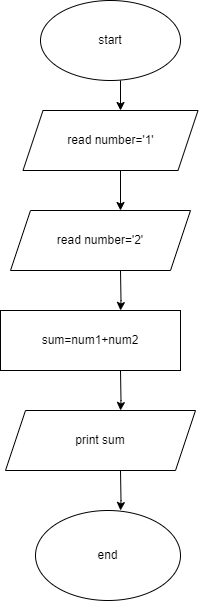 start
read number='1'
read number='2'
sum=num1+num2
print sum
end